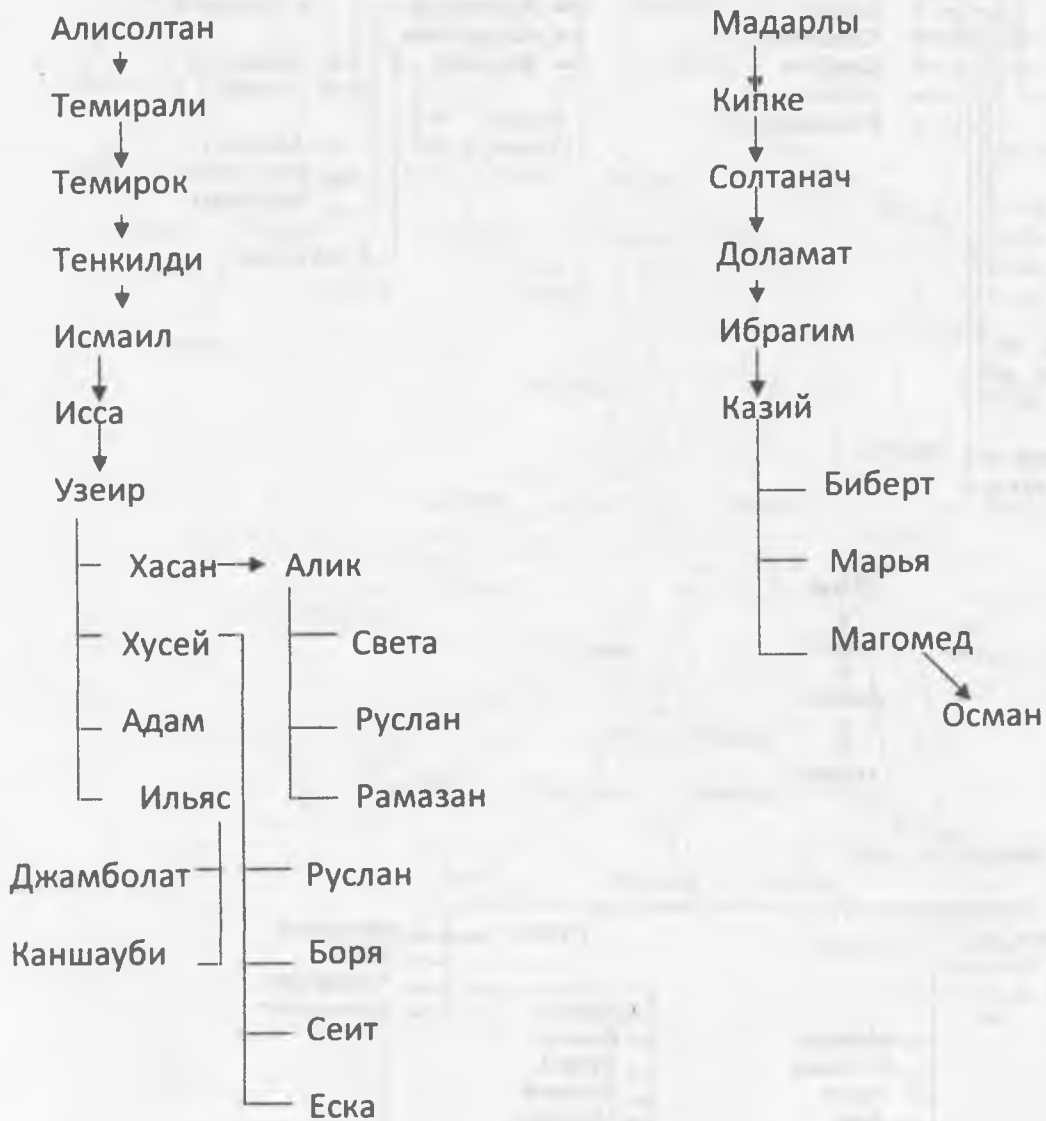 Алисолтан
Темирали
Темирок
Тенкилди
Исмаил
Исса
Узеир
Хасан
Алик
Света
Руслан
Рамазан
Хусей
Руслан
Боря
Сеит
Еска
Адам
Ильяс
Джамболат
Каншауби
Мадарлы
Кипке
Солтанач
Доламат
Ибрагим
Казий
Биберт
Марья
Магомед
Осман